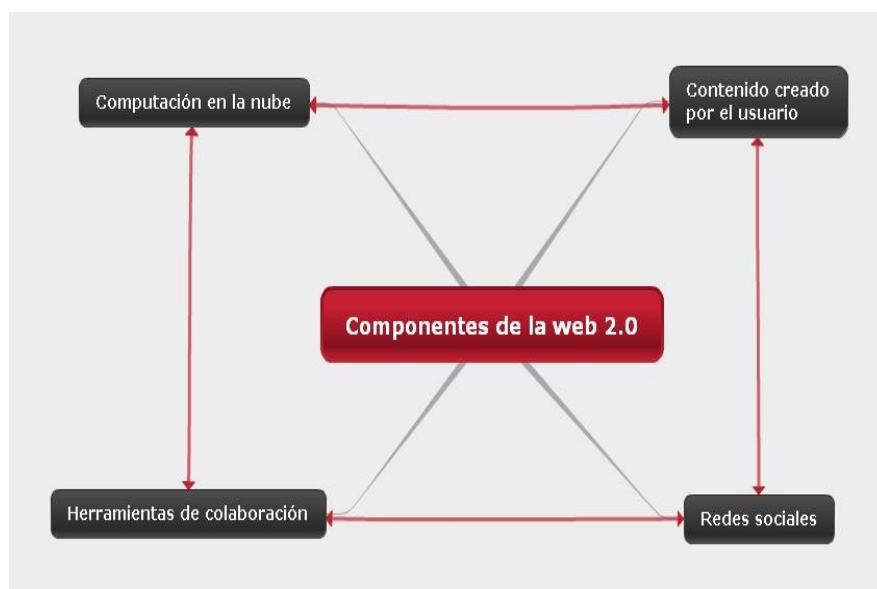 Computación en la nube
Contenido creado
por el usuario
Componentes de la web 2.0
Herramientas de colaboración
Redes sociales